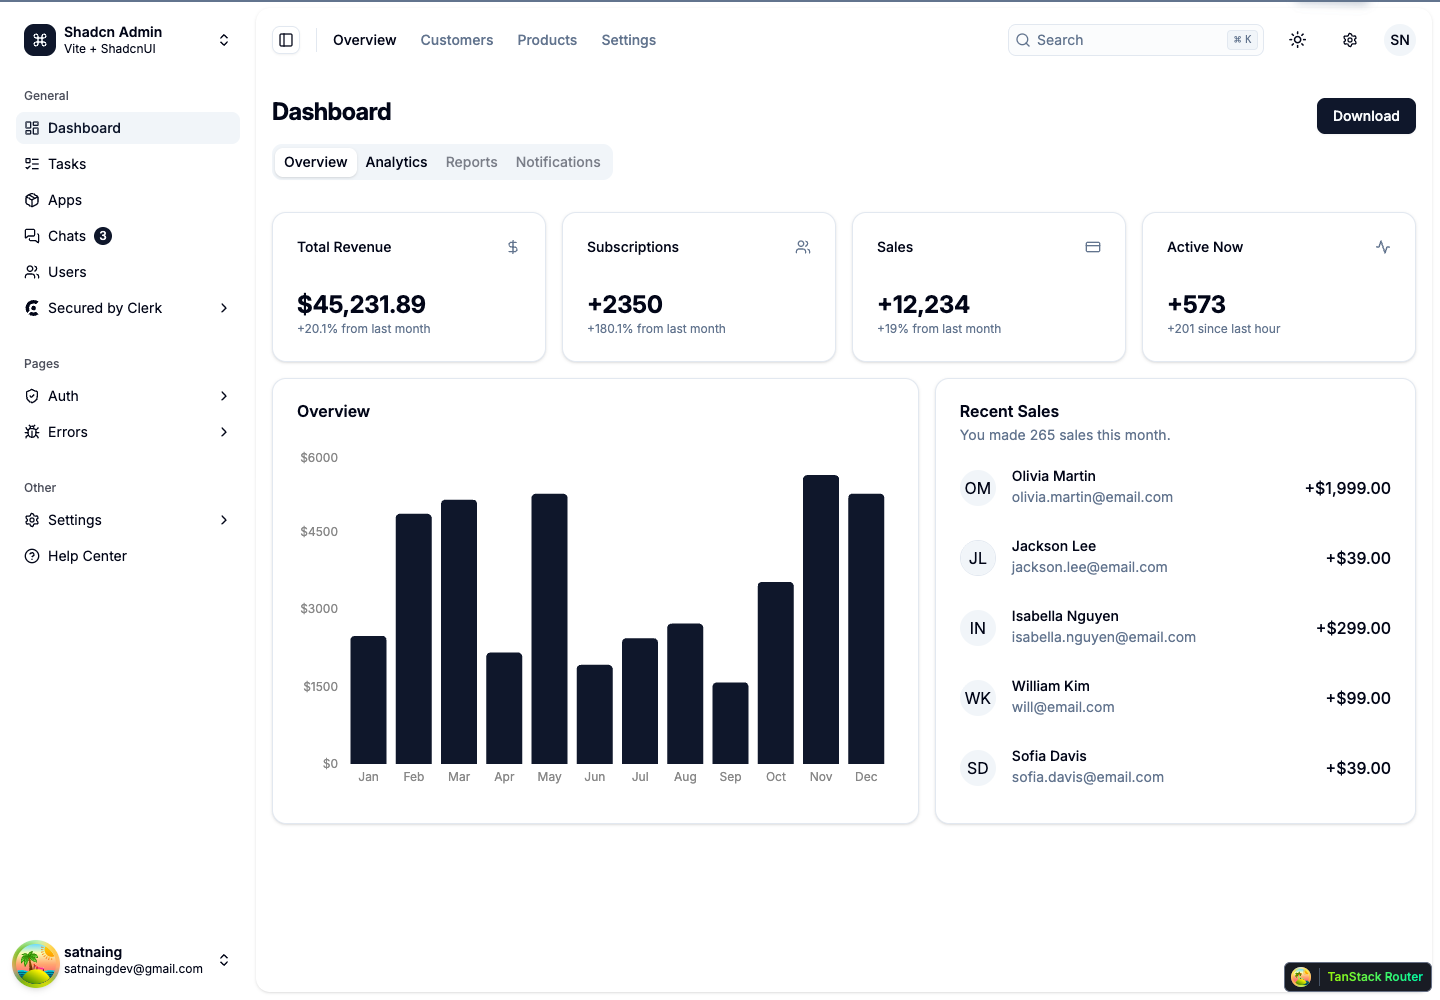 Shadcn Admin
Vite + ShadcnUI
General
Dashboard
Tasks
Apps
Chats 3
Users
Secured by Clerk
Pages
Auth
Errors
Other
Settings
Help Center
satnaing
satnaingdev@gmail.com
Overview Customers Products Settings
Search ⌘ K
SN
Dashboard
Download
Overview Analytics Reports Notifications
Total Revenue
$45,231.89
+20.1% from last month
Subscriptions
+2350
+180.1% from last month
Sales
+12,234
+19% from last month
Active Now
+573
+201 since last hour
Overview
$6000
$4500
$3000
$1500
$0
Jan Feb Mar Apr May Jun Jul Aug Sep Oct Nov Dec
Recent Sales
You made 265 sales this month.
OM
Olivia Martin
olivia.martin@email.com
+$1,999.00
JL
Jackson Lee
jackson.lee@email.com
+$39.00
IN
Isabella Nguyen
isabella.nguyen@email.com
+$299.00
WK
William Kim
will@email.com
+$99.00
SD
Sofia Davis
sofia.davis@email.com
+$39.00
TanStack Router